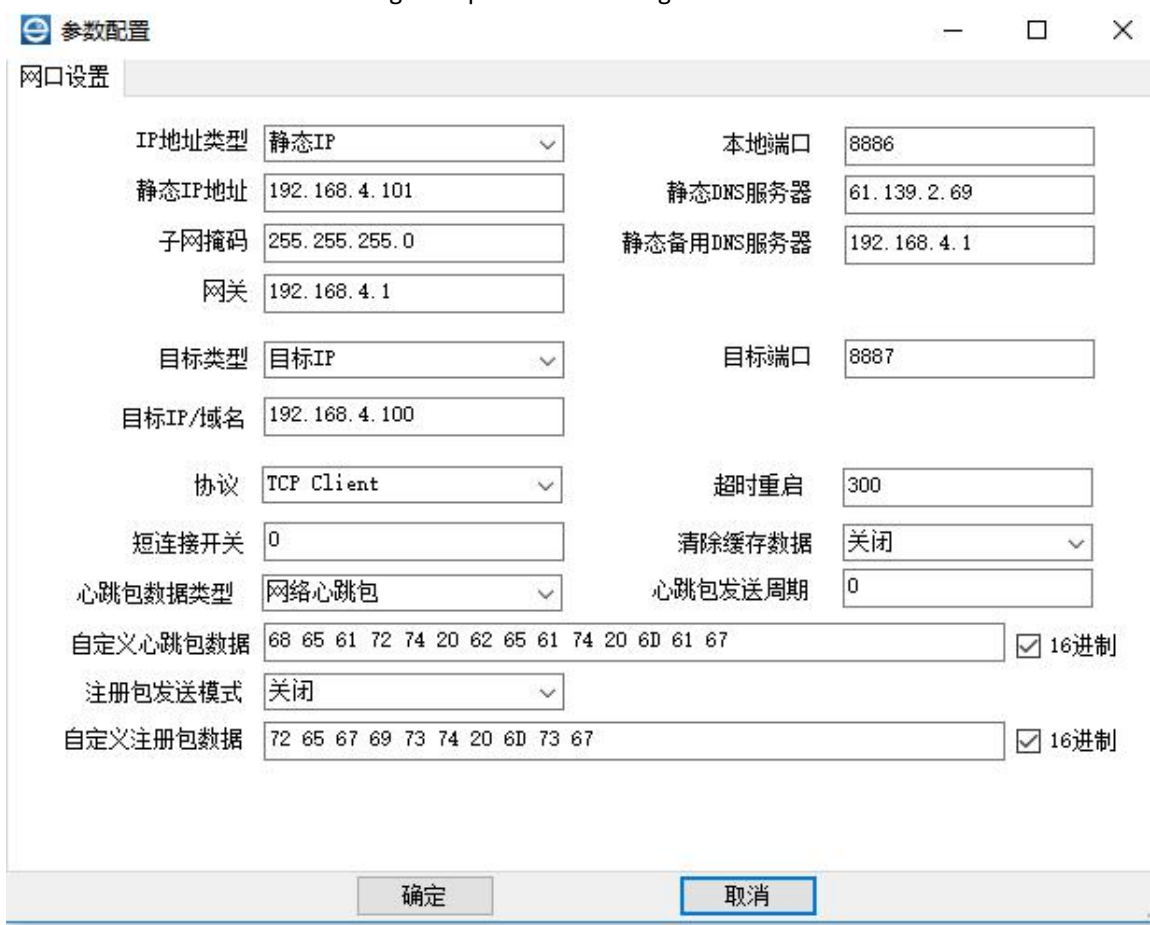 参数配置
网口设置
IP地址类型 静态IP 本地端口 8886
静态IP地址 192.168.4.101 静态DNS服务器 61.139.2.69
子网掩码 255.255.255.0 静态备用DNS服务器 192.168.4.1
网关 192.168.4.1
目标类型 目标IP 目标端口 8887
目标IP/域名 192.168.4.100
协议 TCP Client 超时重启 300
短连接开关 0 清除缓存数据 关闭
心跳包数据类型 网络心跳包 心跳包发送周期 0
自定义心跳包数据 68 65 61 72 74 20 62 65 61 74 20 6D 61 67 16进制
注册包发送模式 关闭
自定义注册包数据 72 65 67 69 73 74 20 6D 73 67 16进制
确定 取消